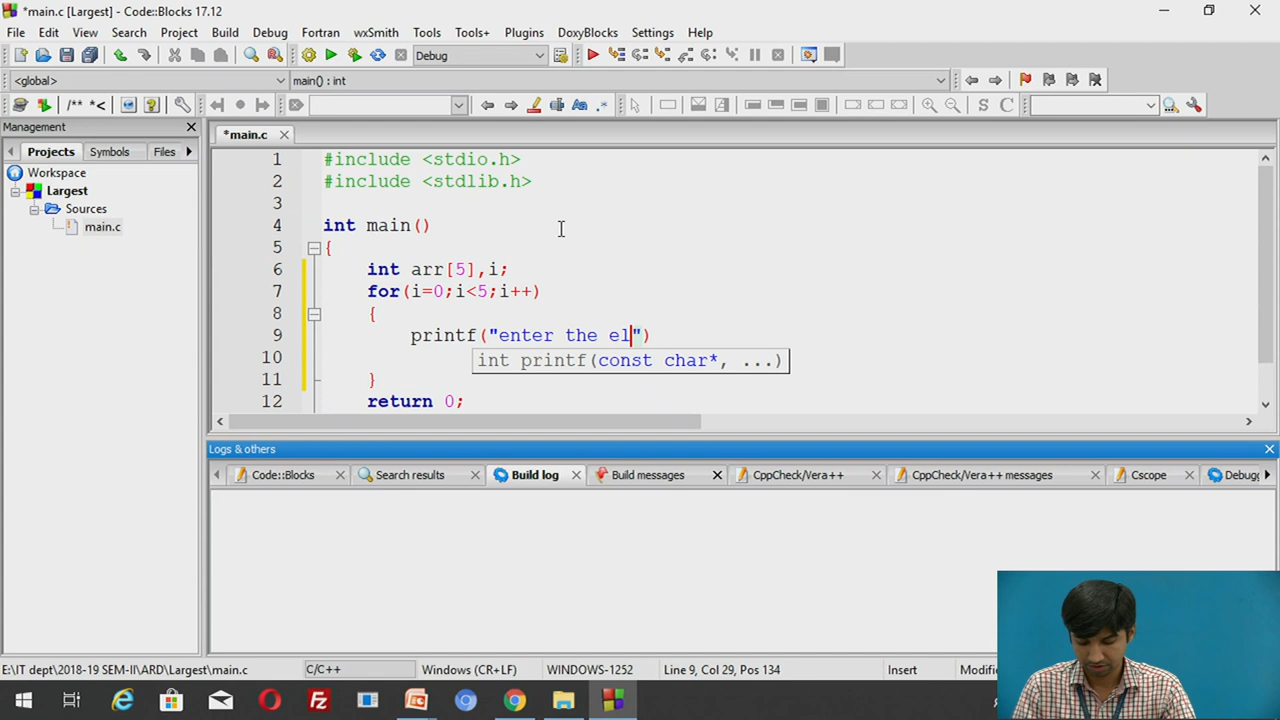 *main.c [Largest] - Code::Blocks 17.12
File Edit View Search Project Build Debug Fortran wxSmith Tools Tools+ Plugins DoxyBlocks Settings Help
Debug
<global> main() : int
/** *<
Management
*main.c
Projects Symbols Files
Workspace
Largest
Sources
main.c
1 #include <stdio.h>
2 #include <stdlib.h>
3
4 int main()
5 {
6 int arr[5],i;
7 for(i=0;i<5;i++)
8 {
9 printf("enter the el")
10 int printf(const char*, ...)
11 }
12 return 0;
Logs & others
Code::Blocks Search results Build log Build messages CppCheck/Vera++ CppCheck/Vera++ messages Cscope Debugg
E:\IT dept\2018-19 SEM-II\ARD\Largest\main.c C/C++ Windows (CR+LF) WINDOWS-1252 Line 9, Col 29, Pos 134 Insert Modifi